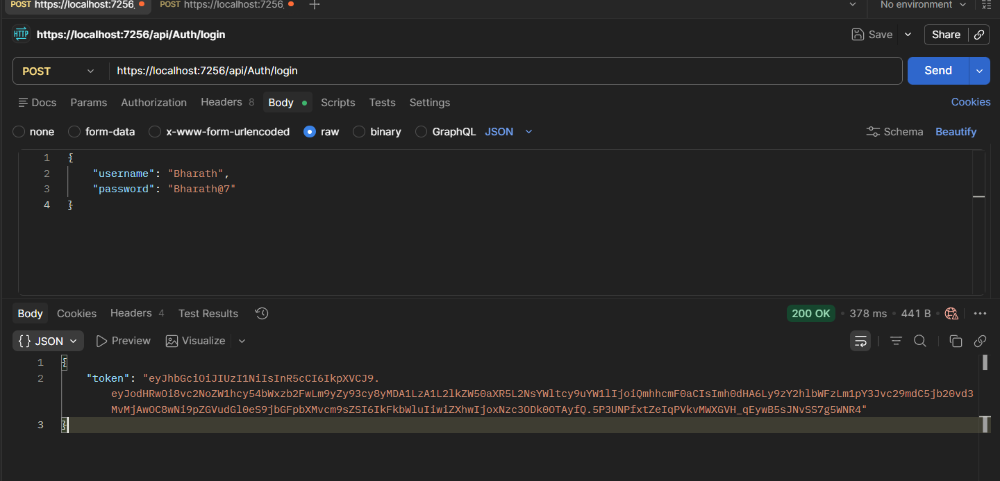 POST https://localhost:7256, POST https://localhost:7256, No environment
HTTP https://localhost:7256/api/Auth/login Save Share
POST https://localhost:7256/api/Auth/login Send
Docs Params Authorization Headers 8 Body Scripts Tests Settings Cookies
none form-data x-www-form-urlencoded raw binary GraphQL JSON Schema Beautify
1 {
2 "username": "Bharath",
3 "password": "Bharath@7"
4 }
Body Cookies Headers 4 Test Results 200 OK 378 ms 441 B
{} JSON Preview Visualize
1 {
2 "token": "eyJhbGciOiJIUzI1NiIsInR5cCI6IkpXVCJ9.
eyJodHRwOi8vc2NoZW1hcy54bWxzb2FwLm9yZy93cy8yMDA1LzA1L2lkZW50aXR5L2NsYWltcy9uYW1lIjoiQmhhcmF0aCIsImh0dHA6Ly9zY2hlbWFzLm1pY3Jvc29mdC5jb20vd3
MvMjAwOC8wNi9pZGVudGl0eS9jbGFpbXMvcm9sZSI6IkFkbWluIiwiZXhwIjoxNzc3ODk0OTAyfQ.5P3UNPfxtZeIqPVkvMWXGVH_qEywB5sJNvSS7g5WNR4"
3 }